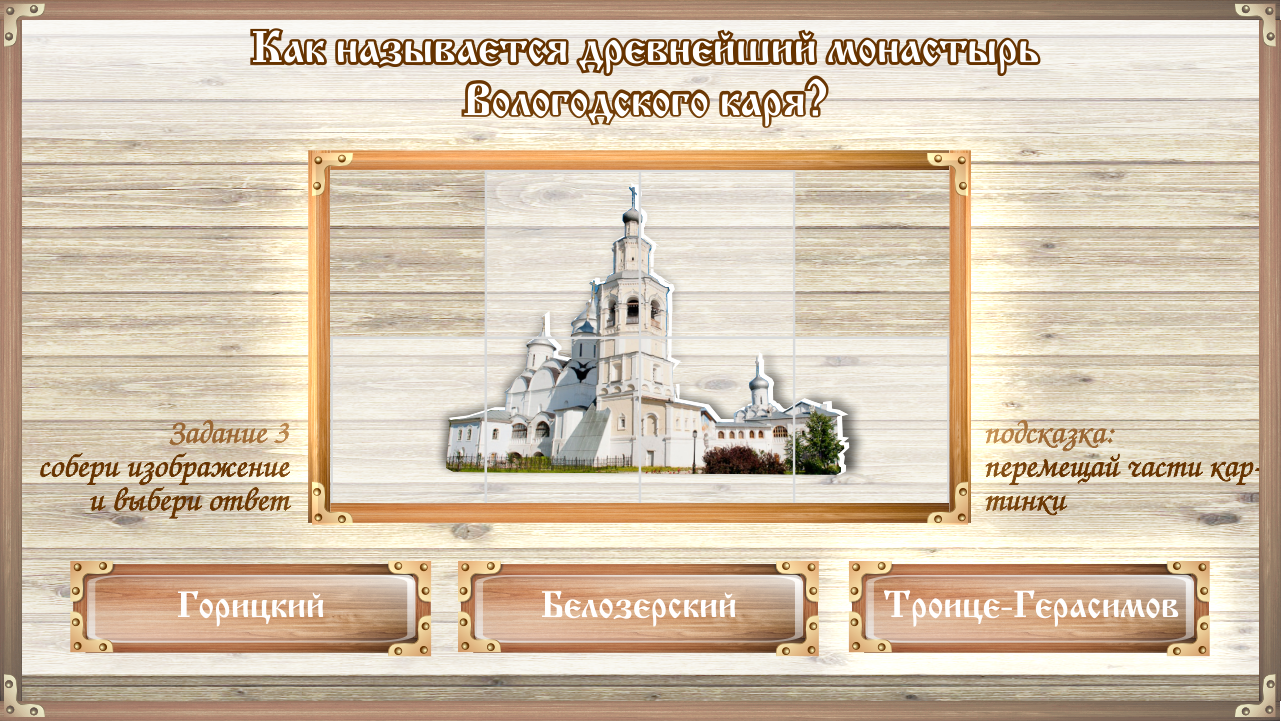 Как называется древнейший монастырь
Вологодского каря?
Задание 3
собери изображение
и выбери ответ
подсказка:
перемещай части кар-
тинки
Горицкий
Белозерский
Троице-Герасимов